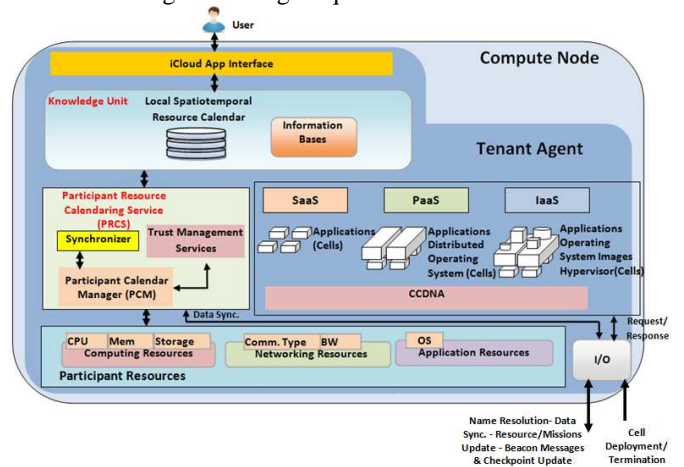 User
iCloud App Interface
Compute Node
Knowledge Unit
Local Spatiotemporal
Resource Calendar
Information
Bases
Tenant Agent
Participant Resource
Calendaring Service
(PRCS)
Synchronizer
Trust Management
Services
Participant Calendar
Manager (PCM)
SaaS
PaaS
IaaS
Applications
(Cells)
Applications
Distributed
Operating
System (Cells)
Applications
Operating
System Images
Hypervisor(Cells)
CCDNA
Data Sync.
Request/
Response
CPU
Mem
Storage
Computing Resources
Comm. Type
BW
Networking Resources
OS
Application Resources
Participant Resources
I/O
Name Resolution- Data
Sync. - Resource/Missions
Update - Beacon Messages
& Checkpoint Update
Cell
Deployment/
Termination